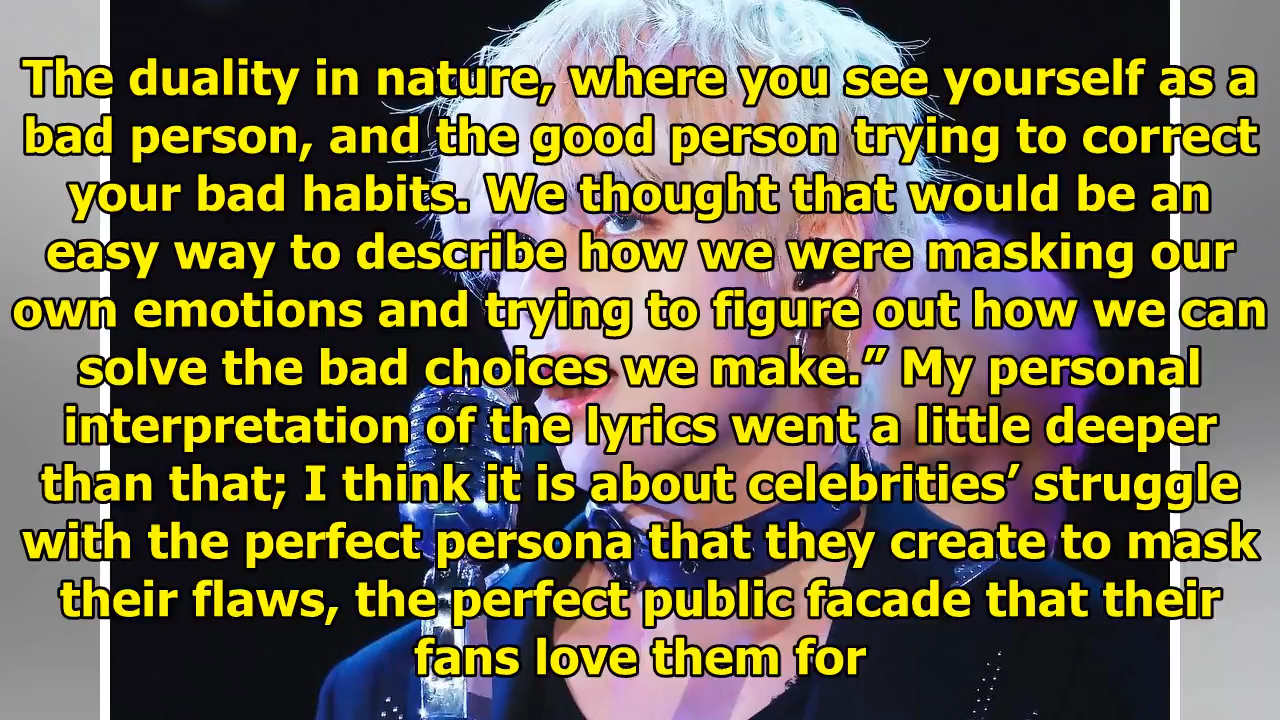 The duality in nature, where you see yourself as a
bad person, and the good person trying to correct
your bad habits. We thought that would be an
easy way to describe how we were masking our
own emotions and trying to figure out how we can
solve the bad choices we make.” My personal
interpretation of the lyrics went a little deeper
than that; I think it is about celebrities’ struggle
with the perfect persona that they create to mask
their flaws, the perfect public facade that their
fans love them for